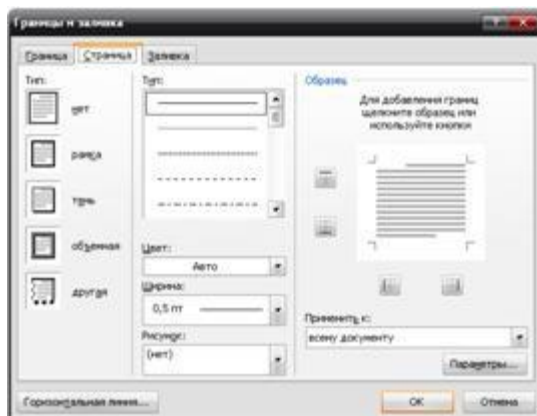 Границы и заливка
Граница Страница Заливка
Тип:
нет
рамка
тень
объемная
другая
Тип:
Цвет:
Авто
Ширина:
0,5 пт
Рисунок:
(нет)
Образец
Для добавления границ
щелкните образец или
используйте кнопки
Применить к:
всему документу
Параметры...
Горизонтальная линия...
ОК
Отмена